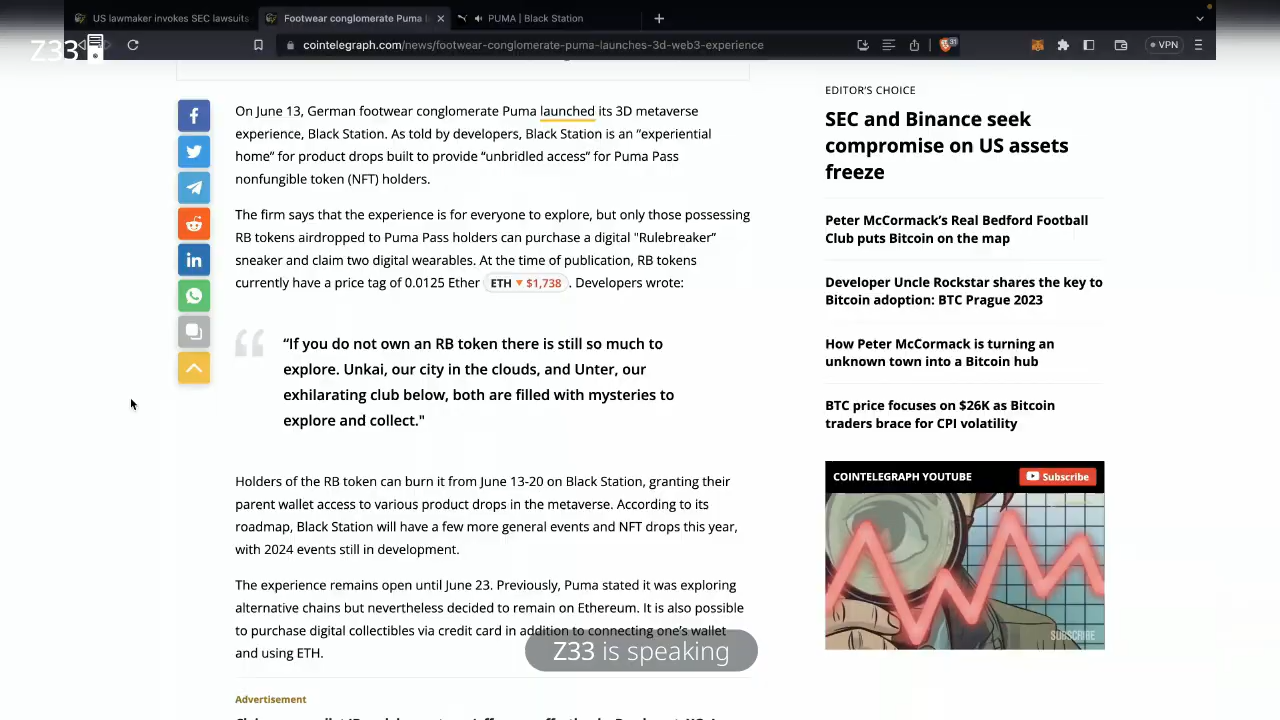 US lawmaker invokes SEC lawsuits
Footwear conglomerate Puma
PUMA | Black Station
Z33
cointelegraph.com/news/footwear-conglomerate-puma-launches-3d-web3-experience
31
VPN
On June 13, German footwear conglomerate Puma launched its 3D metaverse
experience, Black Station. As told by developers, Black Station is an “experiential
home” for product drops built to provide “unbridled access” for Puma Pass
nonfungible token (NFT) holders.
The firm says that the experience is for everyone to explore, but only those possessing
RB tokens airdropped to Puma Pass holders can purchase a digital "Rulebreaker”
sneaker and claim two digital wearables. At the time of publication, RB tokens
currently have a price tag of 0.0125 Ether ETH ▼ $1,738 . Developers wrote:
“If you do not own an RB token there is still so much to
explore. Unkai, our city in the clouds, and Unter, our
exhilarating club below, both are filled with mysteries to
explore and collect."
Holders of the RB token can burn it from June 13-20 on Black Station, granting their
parent wallet access to various product drops in the metaverse. According to its
roadmap, Black Station will have a few more general events and NFT drops this year,
with 2024 events still in development.
The experience remains open until June 23. Previously, Puma stated it was exploring
alternative chains but nevertheless decided to remain on Ethereum. It is also possible
to purchase digital collectibles via credit card in addition to connecting one's wallet
and using ETH.
Z33 is speaking
Advertisement
EDITOR'S CHOICE
SEC and Binance seek
compromise on US assets
freeze
Peter McCormack’s Real Bedford Football
Club puts Bitcoin on the map
Developer Uncle Rockstar shares the key to
Bitcoin adoption: BTC Prague 2023
How Peter McCormack is turning an
unknown town into a Bitcoin hub
BTC price focuses on $26K as Bitcoin
traders brace for CPI volatility
COINTELEGRAPH YOUTUBE
Subscribe
SUBSCRIBE